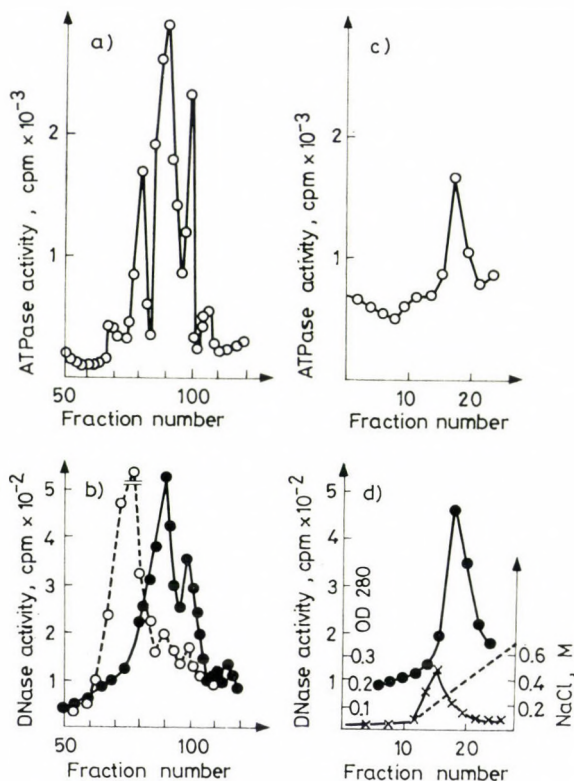 a)
ATPase activity, cpm × 10⁻³
2
1
50
100
Fraction number
c)
ATPase activity, cpm × 10⁻³
2
1
10
20
Fraction number
b)
DNase activity, cpm × 10⁻²
5
4
3
2
1
50
100
Fraction number
d)
DNase activity, cpm × 10⁻²
5
4
3
2
1
OD 280
0.3
0.2
0.1
0.6
0.4
0.2
NaCl, M
10
20
Fraction number